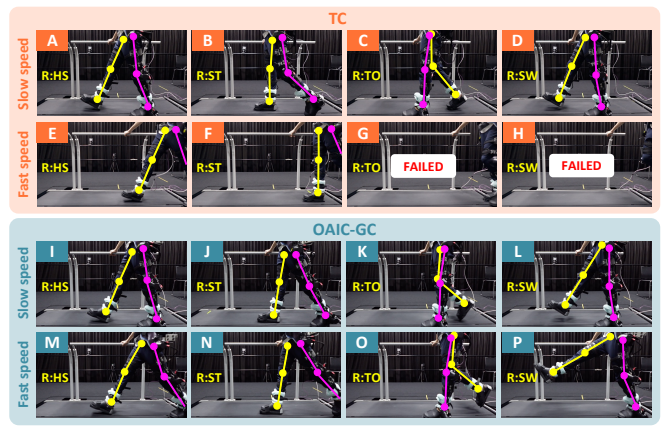 TC
Slow speed
A
R:HS
B
R:ST
C
R:TO
D
R:SW
Fast speed
E
R:HS
F
R:ST
G
R:TO
FAILED
H
R:SW
FAILED
OAIC-GC
Slow speed
I
R:HS
J
R:ST
K
R:TO
L
R:SW
Fast speed
M
R:HS
N
R:ST
O
R:TO
P
R:SW